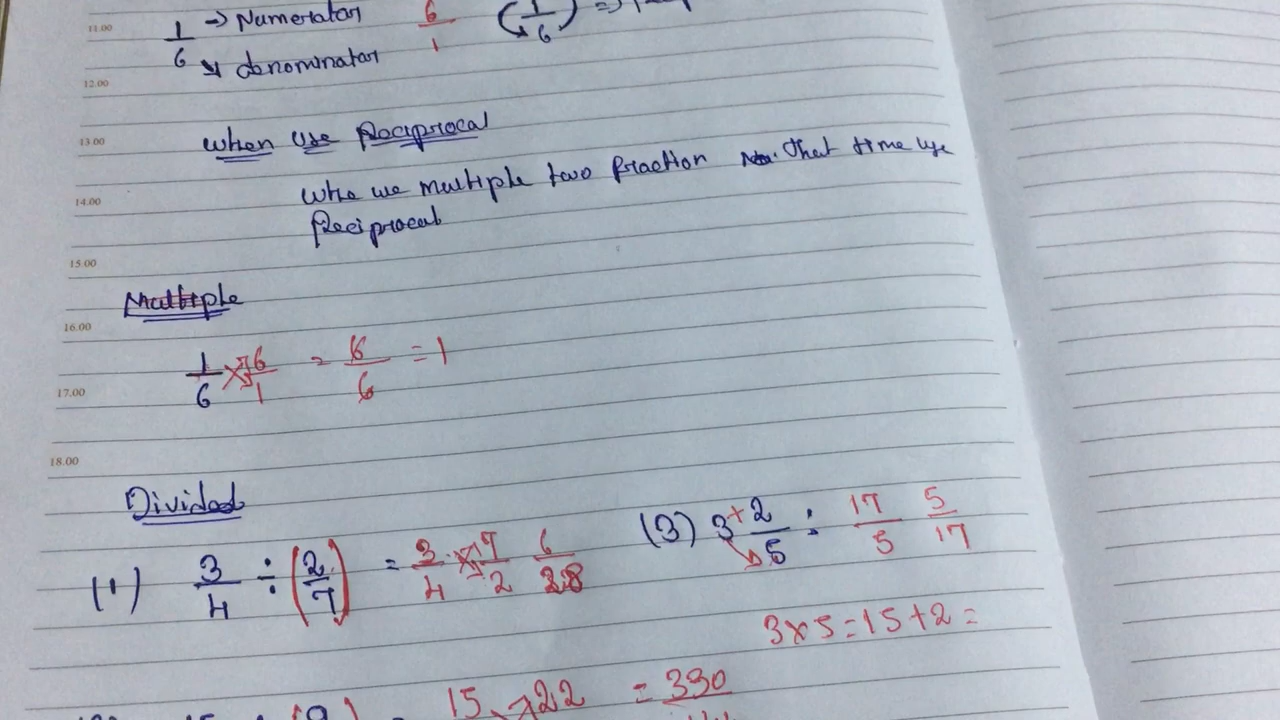 11.00
1/6 -> Numerator 6/1 (1/6) =>
↘ denominator
12.00
13.00 When Use Reciprocal
Whe we multiple two fraction That time use
14.00
Reciprocal
15.00
Multiple
16.00
1/6 × 6/1 = 6/6 = 1
17.00
18.00
Divided
(1) 3/4 ÷ (2/7) = 3/4 × 7/2 6/28 (3) 3+2/5 : 17/5 5/17
3×5=15+2=
15 22 = 330